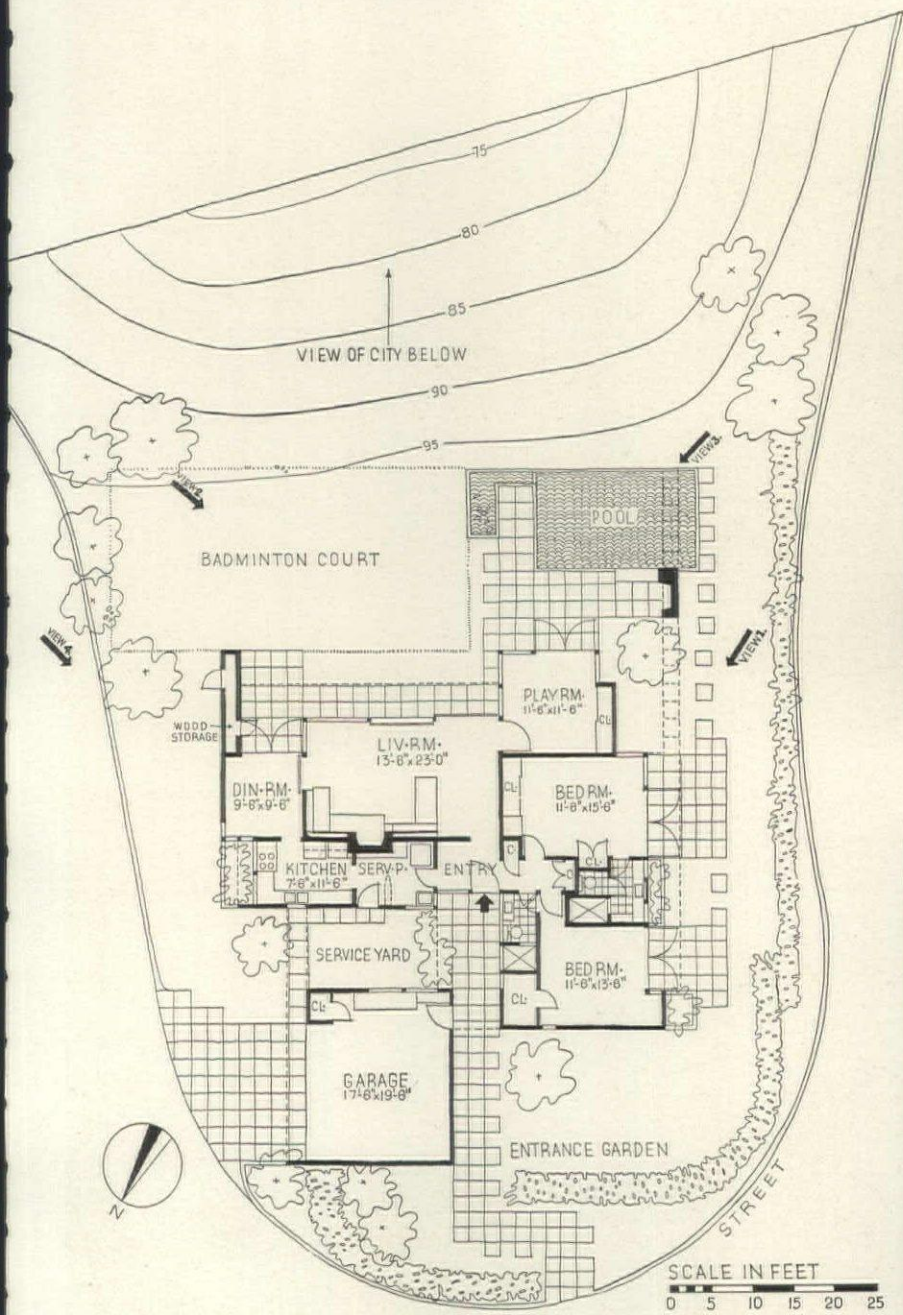 75
80
85
VIEW OF CITY BELOW
90
95
VIEW 2.
VIEW 3.
POOL
BADMINTON COURT
VIEW 4.
VIEW 1.
PLAY RM.
11'-6"x11'-6"
CL.
WOOD
STORAGE
LIV. RM.
13'-6"x23'-0"
DIN. RM.
9'-6"x9'-6"
CL.
BED RM.
11'-6"x15'-6"
C.
CL.
KITCHEN
7'-6"x11'-6"
SERV. P.
ENTRY
C
SERVICE YARD
BED RM.
11'-6"x13'-6"
CL.
CL.
GARAGE
17'-6"x19'-6"
N
ENTRANCE GARDEN
STREET
SCALE IN FEET
0 5 10 15 20 25